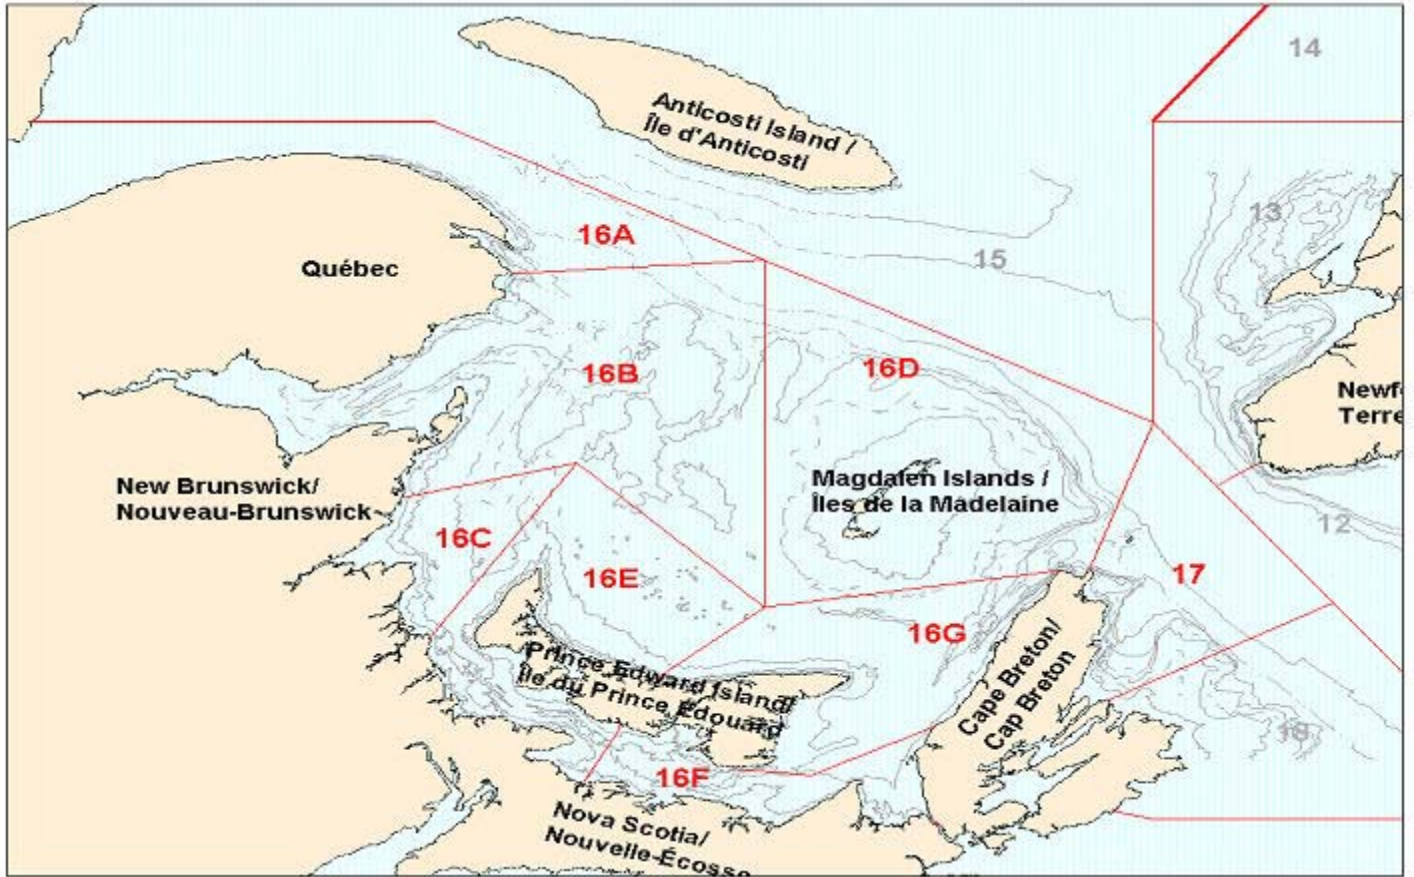 14
Anticosti Island /
Île d'Anticosti
13
16A
15
Québec
16B
16D
Newf
Terre
Magdalen Islands /
Îles de la Madelaine
New Brunswick/
Nouveau-Brunswick
12
16C
16E
17
16G
Prince Edward Island/
Île du Prince Édouard
Cape Breton/
Cap Breton
18
16F
Nova Scotia/
Nouvelle-Écosse